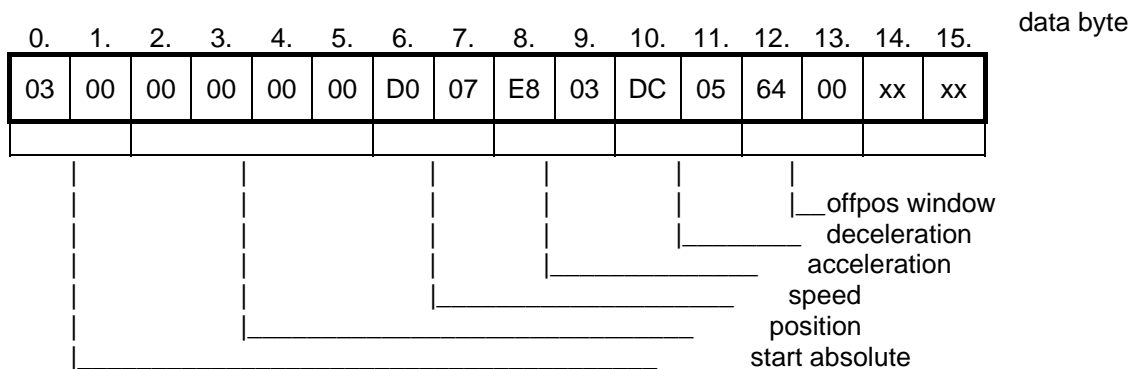 data byte
0. 1. 2. 3. 4. 5. 6. 7. 8. 9. 10. 11. 12. 13. 14. 15.
03 00 00 00 00 00 D0 07 E8 03 DC 05 64 00 xx xx
offpos window
deceleration
acceleration
speed
position
start absolute